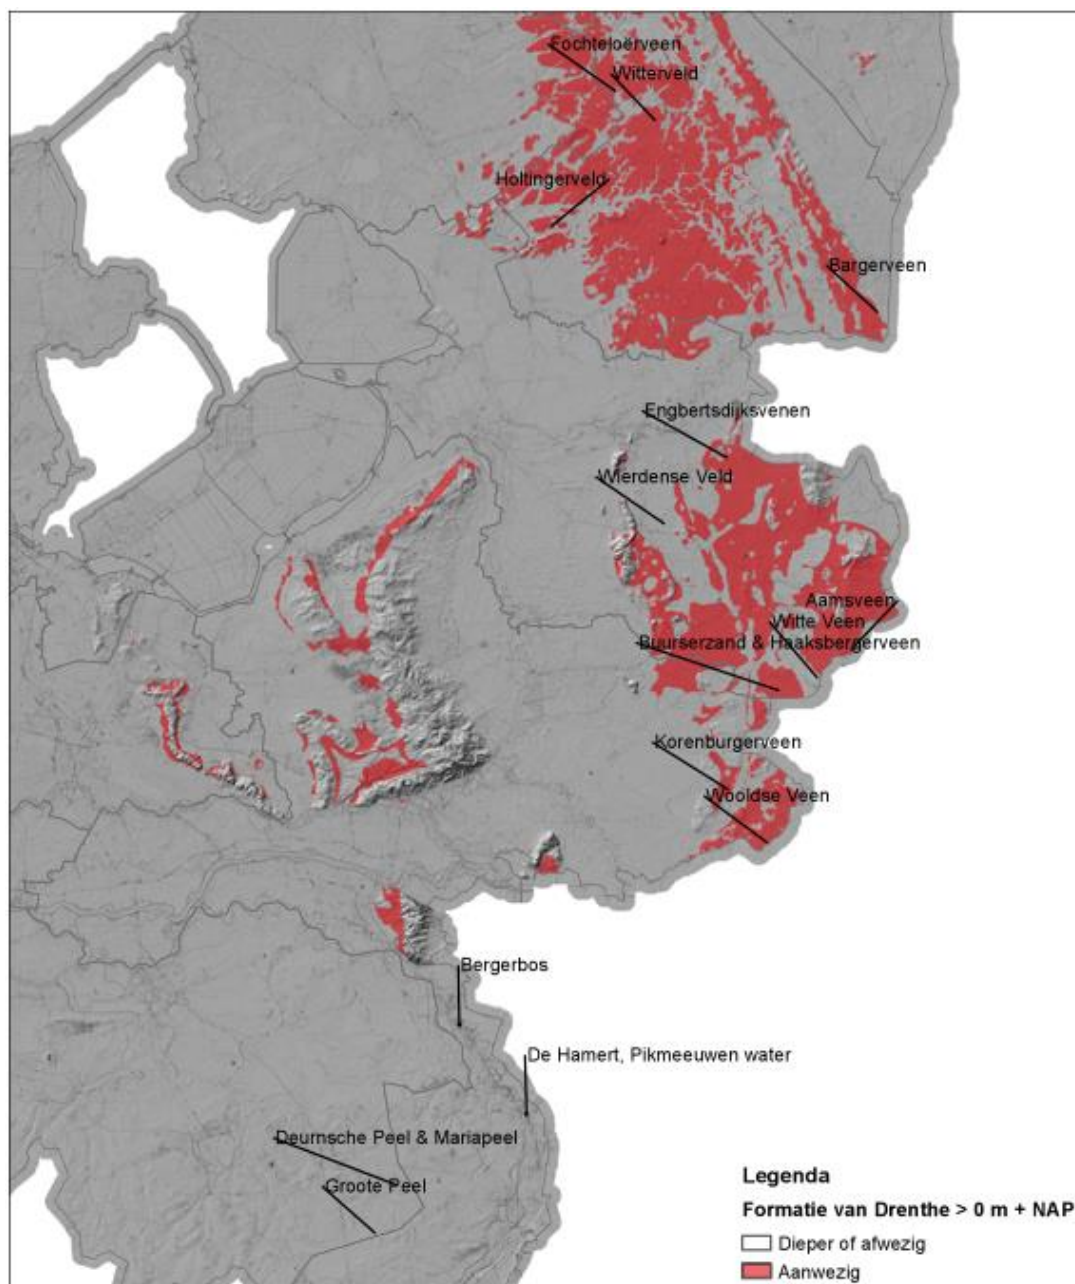 Fochteloërveen
Witterveld
Holtingerveld
Bargerveen
Engbertsdijksvenen
Wierdense Veld
Aamsveen
Witte Veen
Buurserzand & Haaksbergerveen
Korenburgerveen
Wooldse Veen
Bergerbos
De Hamert, Pikmeeuwen water
Deurnsche Peel & Mariapeel
Groote Peel
Legenda
Formatie van Drenthe > 0 m + NAP
Dieper of afwezig
Aanwezig